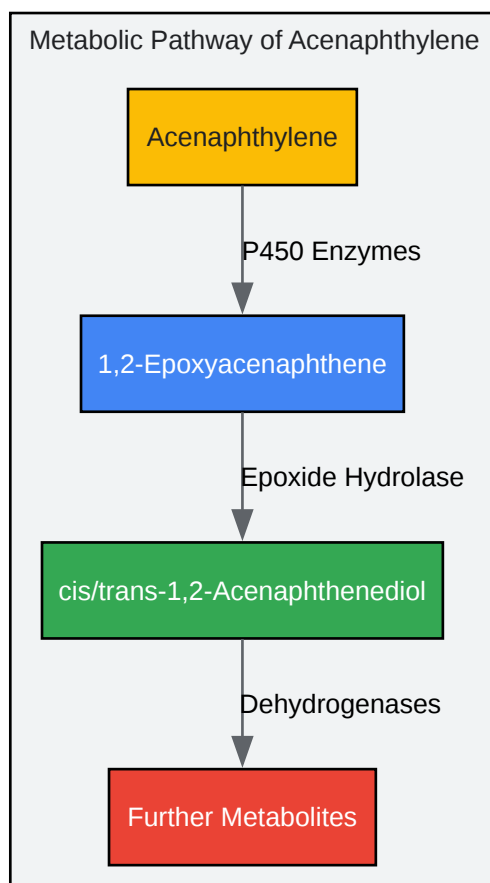 Metabolic Pathway of Acenaphthylene
Acenaphthylene
P450 Enzymes
1,2-Epoxyacenaphthene
Epoxide Hydrolase
cis/trans-1,2-Acenaphthenediol
Dehydrogenases
Further Metabolites